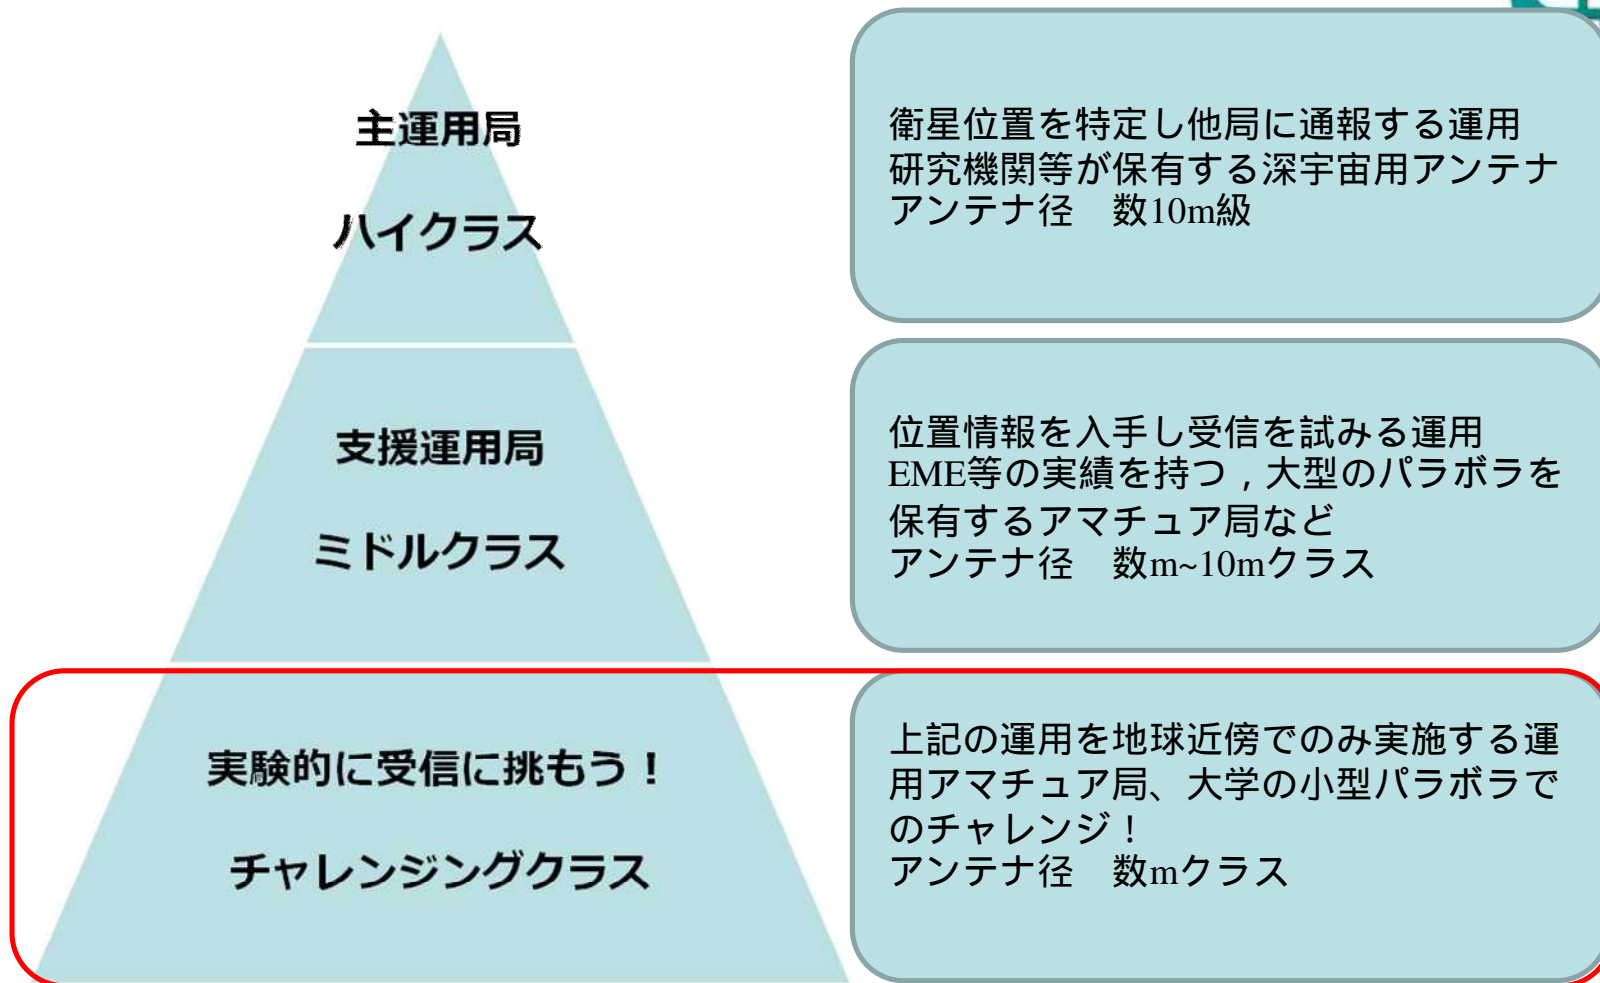 主運用局
ハイクラス
衛星位置を特定し他局に通報する運用
研究機関等が保有する深宇宙用アンテナ
アンテナ径　数10m級
支援運用局
ミドルクラス
位置情報を入手し受信を試みる運用
EME等の実績を持つ，大型のパラボラを
保有するアマチュア局など
アンテナ径　数m~10mクラス
実験的に受信に挑もう！
チャレンジングクラス
上記の運用を地球近傍でのみ実施する運
用アマチュア局、大学の小型パラボラで
のチャレンジ！
アンテナ径　数mクラス